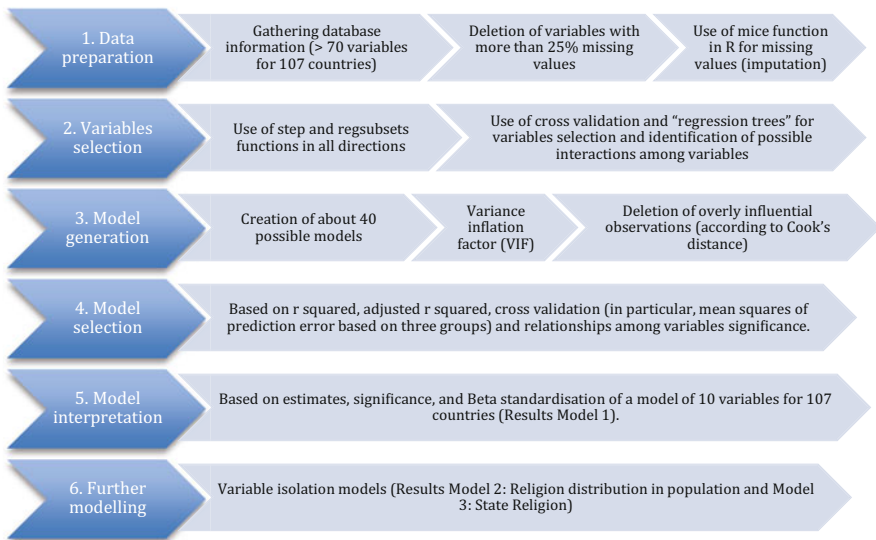 1. Data
preparation
Gathering database
information (> 70 variables
for 107 countries)
Deletion of variables with
more than 25% missing
values
Use of mice function
in R for missing
values (imputation)
2. Variables
selection
Use of step and regsubsets
functions in all directions
Use of cross validation and “regression trees” for
variables selection and identification of possible
interactions among variables
3. Model
generation
Creation of about 40
possible models
Variance
inflation
factor (VIF)
Deletion of overly influential
observations (according to Cook’s
distance)
4. Model
selection
Based on r squared, adjusted r squared, cross validation (in particular, mean squares of
prediction error based on three groups) and relationships among variables significance.
5. Model
interpretation
Based on estimates, significance, and Beta standardisation of a model of 10 variables for 107
countries (Results Model 1).
6. Further
modelling
Variable isolation models (Results Model 2: Religion distribution in population and Model
3: State Religion)